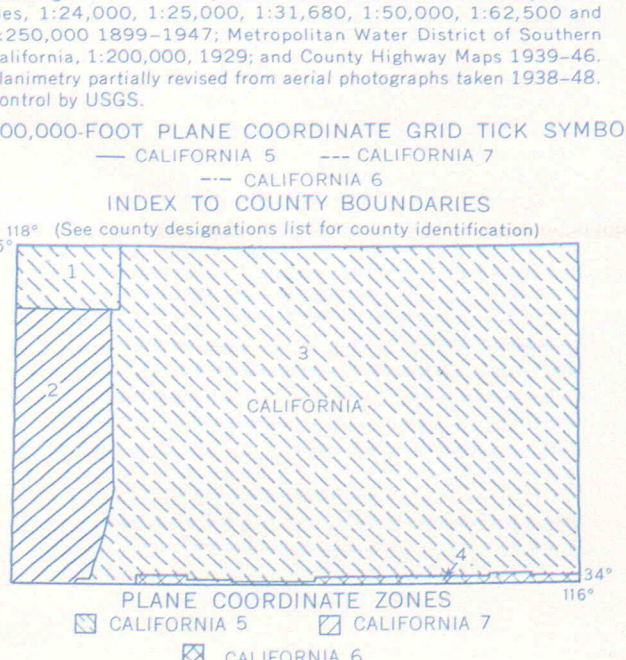 les, 1:24,000, 1:25,000, 1:31,680, 1:50,000, 1:62,500 and
:250,000 1899–1947; Metropolitan Water District of Southern
alifornia, 1:200,000, 1929; and County Highway Maps 1939–46.
lanimetry partially revised from aerial photographs taken 1938–48.
ontrol by USGS.
00,000-FOOT PLANE COORDINATE GRID TICK SYMBO
— CALIFORNIA 5 --- CALIFORNIA 7
–·– CALIFORNIA 6
INDEX TO COUNTY BOUNDARIES
118° (See county designations list for county identification)
5°
1
3
2
CALIFORNIA
4
34°
116°
PLANE COORDINATE ZONES
CALIFORNIA 5 CALIFORNIA 7
CALIFORNIA 6